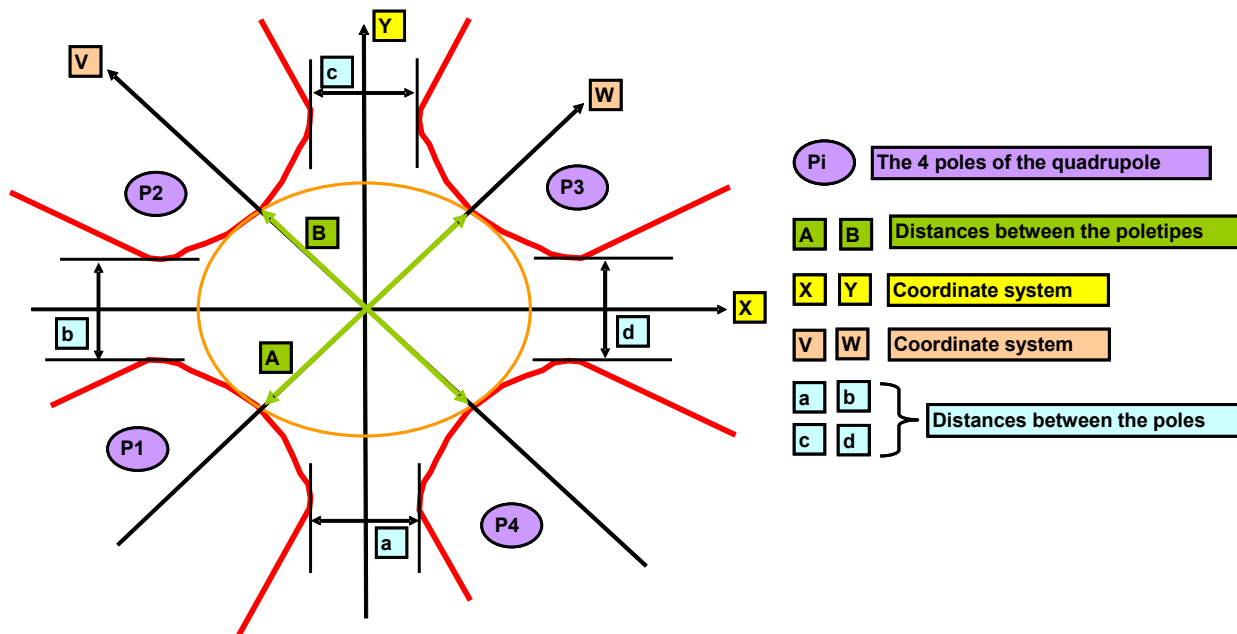 Y
V
c
W
P2
P3
B
X
b
d
A
P1
P4
a
Pi The 4 poles of the quadrupole
A B Distances between the poletipes
X Y Coordinate system
V W Coordinate system
a b
c d
Distances between the poles